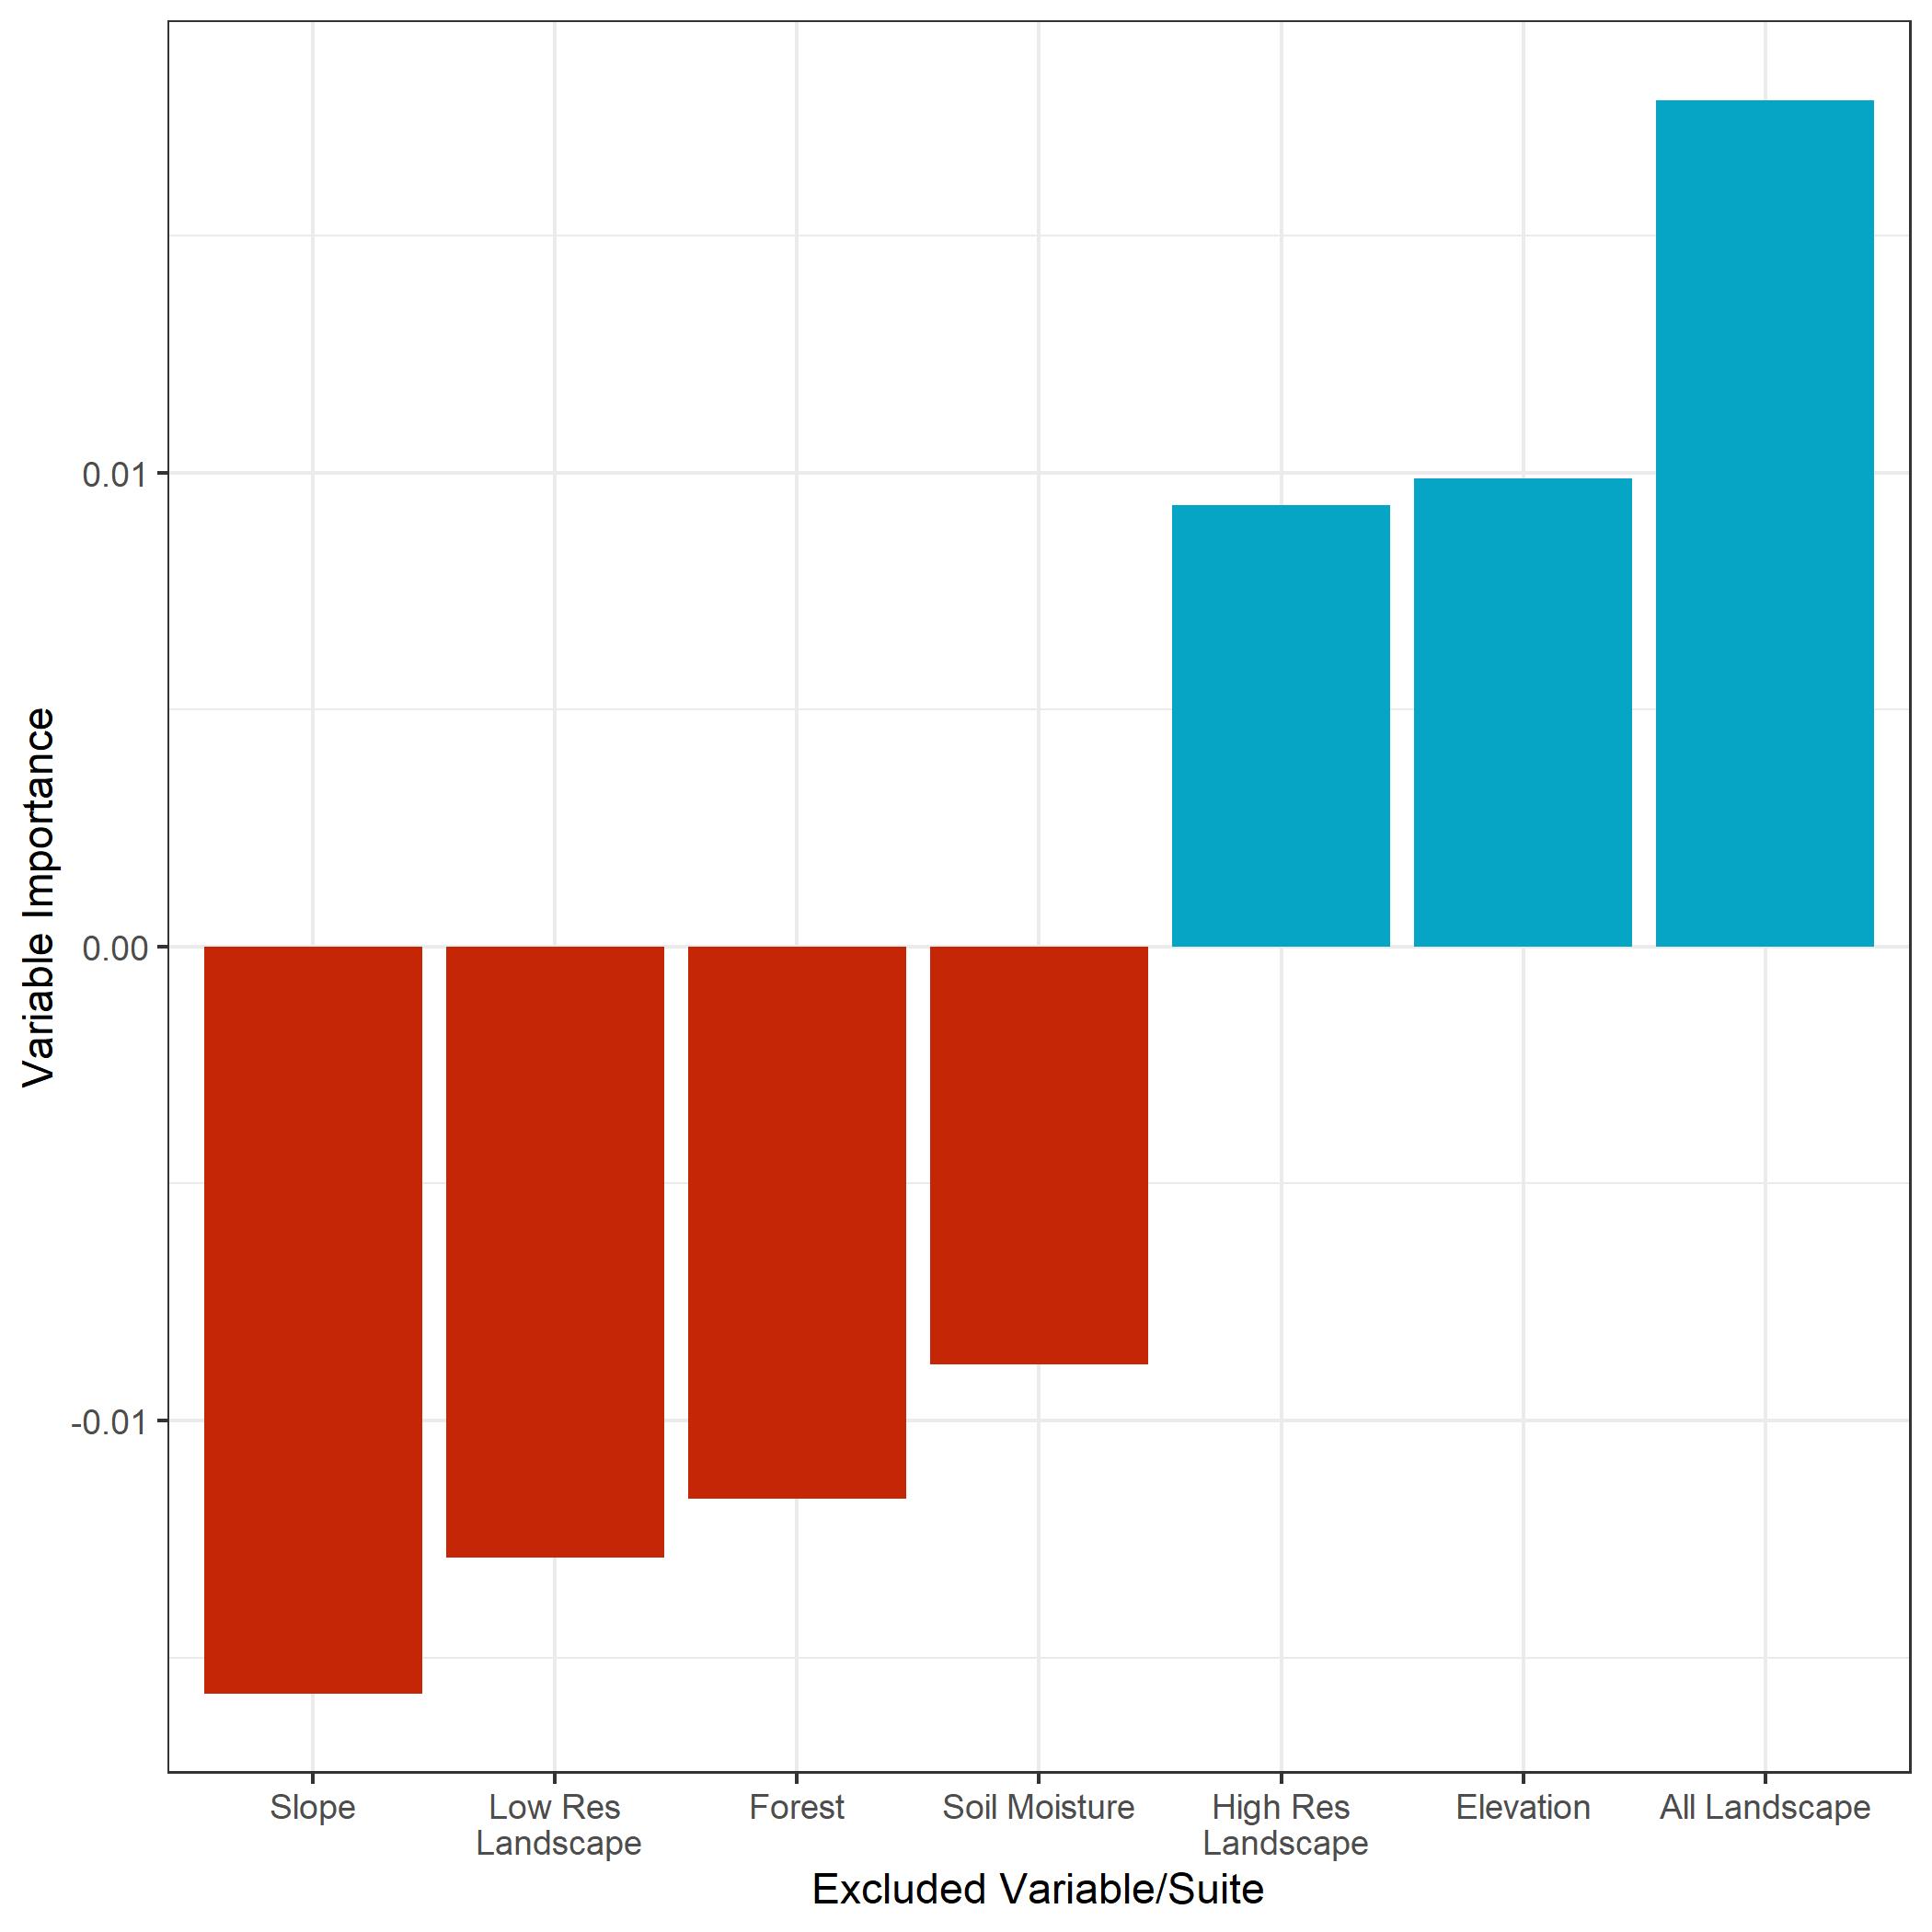 Variable Importance
0.01
0.00
-0.01
Slope
Low Res
Landscape
Forest
Soil Moisture
High Res
Landscape
Elevation
All Landscape
Excluded Variable/Suite